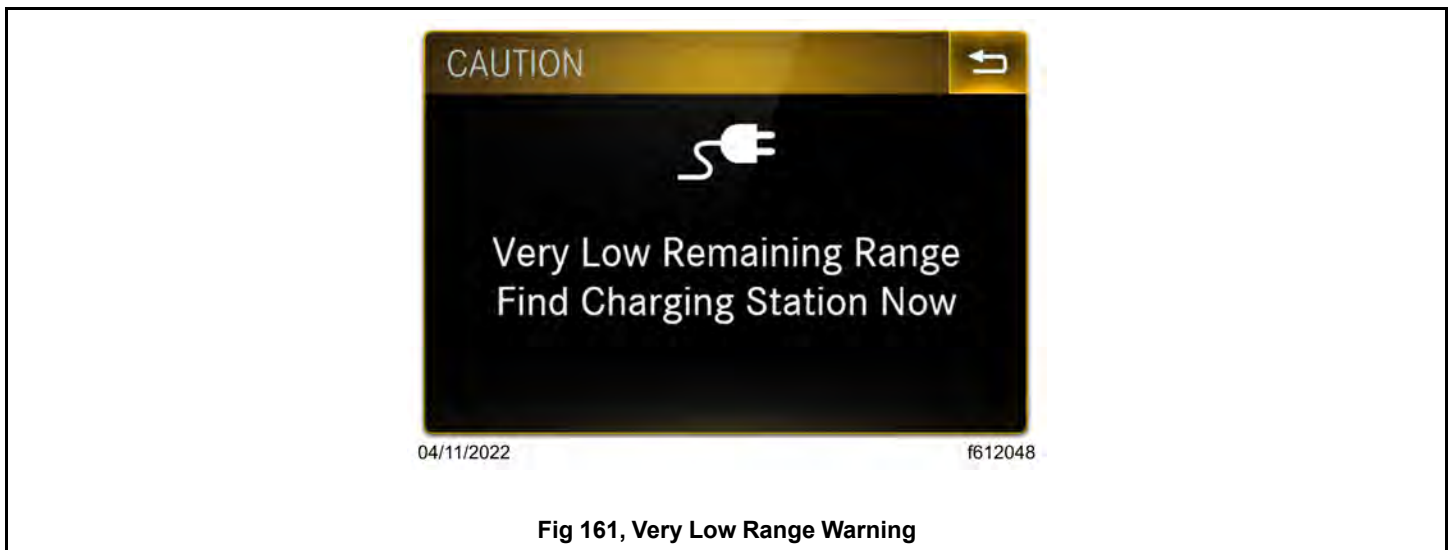 CAUTION
Very Low Remaining Range
Find Charging Station Now
04/11/2022 f612048
Fig 161, Very Low Range Warning